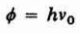 ϕ = hν₀